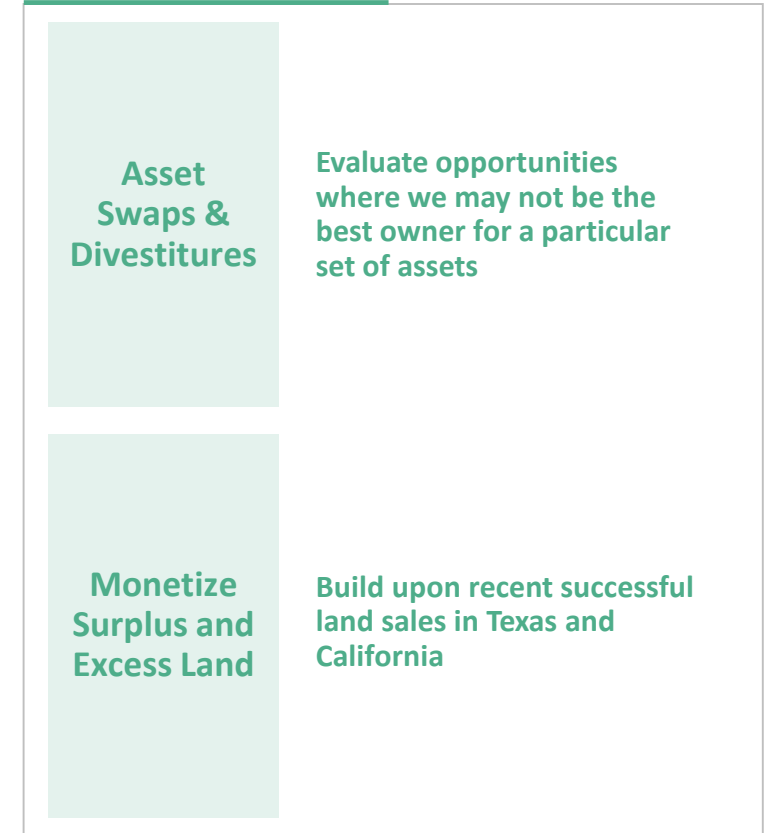 Asset
Swaps &
Divestitures
Evaluate opportunities
where we may not be the
best owner for a particular
set of assets
Monetize
Surplus and
Excess Land
Build upon recent successful
land sales in Texas and
California